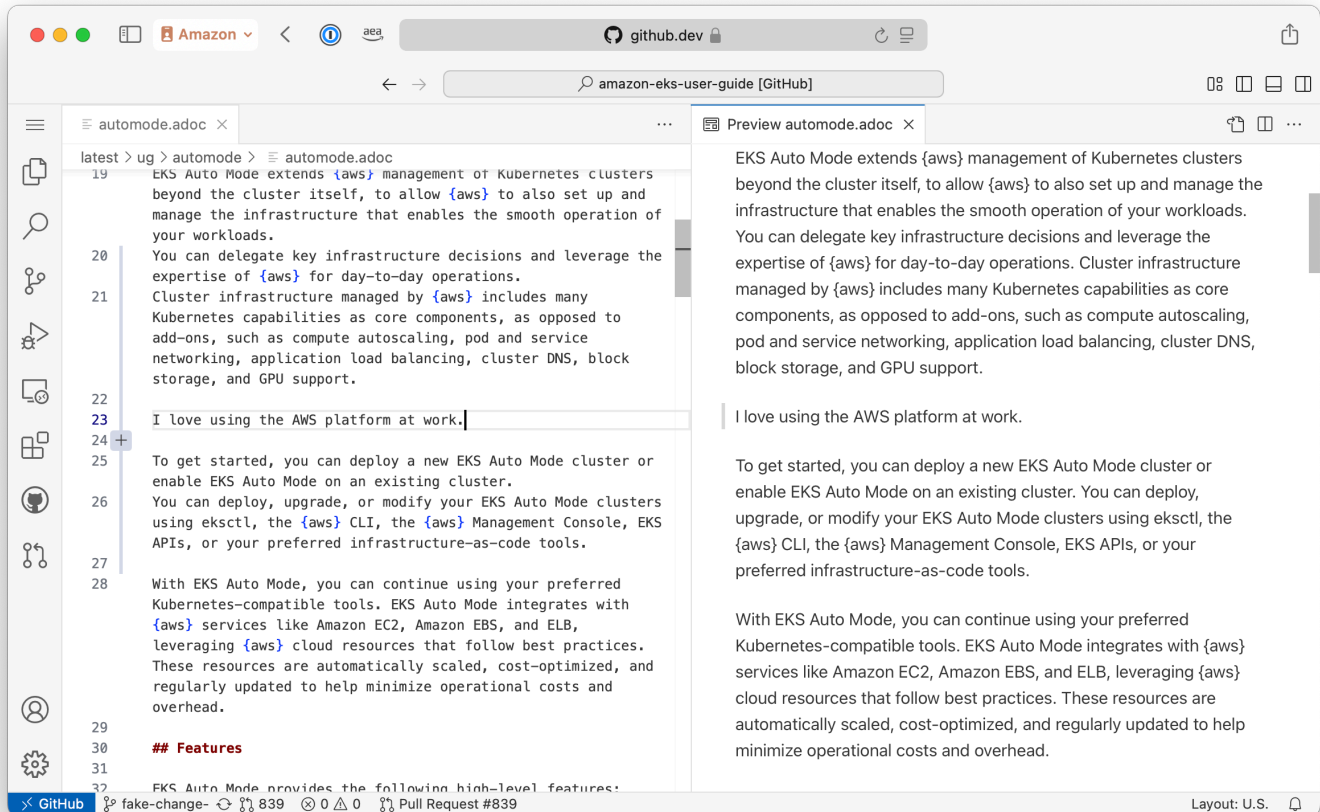 Amazon
aea
github.dev
amazon-eks-user-guide [GitHub]
automode.adoc
latest > ug > automode > automode.adoc
19 EKS Auto Mode extends {aws} management of Kubernetes clusters
beyond the cluster itself, to allow {aws} to also set up and
manage the infrastructure that enables the smooth operation of
your workloads.
20 You can delegate key infrastructure decisions and leverage the
expertise of {aws} for day-to-day operations.
21 Cluster infrastructure managed by {aws} includes many
Kubernetes capabilities as core components, as opposed to
add-ons, such as compute autoscaling, pod and service
networking, application load balancing, cluster DNS, block
storage, and GPU support.
22
23 I love using the AWS platform at work.
24
25 To get started, you can deploy a new EKS Auto Mode cluster or
enable EKS Auto Mode on an existing cluster.
26 You can deploy, upgrade, or modify your EKS Auto Mode clusters
using eksctl, the {aws} CLI, the {aws} Management Console, EKS
APIs, or your preferred infrastructure-as-code tools.
27
28 With EKS Auto Mode, you can continue using your preferred
Kubernetes-compatible tools. EKS Auto Mode integrates with
{aws} services like Amazon EC2, Amazon EBS, and ELB,
leveraging {aws} cloud resources that follow best practices.
These resources are automatically scaled, cost-optimized, and
regularly updated to help minimize operational costs and
overhead.
29
30 ## Features
31
32 EKS Auto Mode provides the following high-level features:
Preview automode.adoc
EKS Auto Mode extends {aws} management of Kubernetes clusters
beyond the cluster itself, to allow {aws} to also set up and manage the
infrastructure that enables the smooth operation of your workloads.
You can delegate key infrastructure decisions and leverage the
expertise of {aws} for day-to-day operations. Cluster infrastructure
managed by {aws} includes many Kubernetes capabilities as core
components, as opposed to add-ons, such as compute autoscaling,
pod and service networking, application load balancing, cluster DNS,
block storage, and GPU support.
I love using the AWS platform at work.
To get started, you can deploy a new EKS Auto Mode cluster or
enable EKS Auto Mode on an existing cluster. You can deploy,
upgrade, or modify your EKS Auto Mode clusters using eksctl, the
{aws} CLI, the {aws} Management Console, EKS APIs, or your
preferred infrastructure-as-code tools.
With EKS Auto Mode, you can continue using your preferred
Kubernetes-compatible tools. EKS Auto Mode integrates with {aws}
services like Amazon EC2, Amazon EBS, and ELB, leveraging {aws}
cloud resources that follow best practices. These resources are
automatically scaled, cost-optimized, and regularly updated to help
minimize operational costs and overhead.
GitHub fake-change- 839 0 0 Pull Request #839 Layout: U.S.